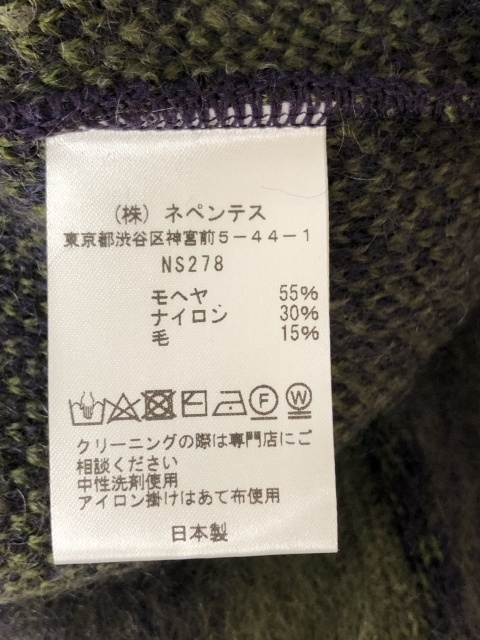 （株）ネペンテス
東京都渋谷区神宮前5－44－1
NS278
モヘヤ 55%
ナイロン 30%
毛 15%
F W
クリーニングの際は専門店にご
相談ください
中性洗剤使用
アイロン掛けはあて布使用
日本製